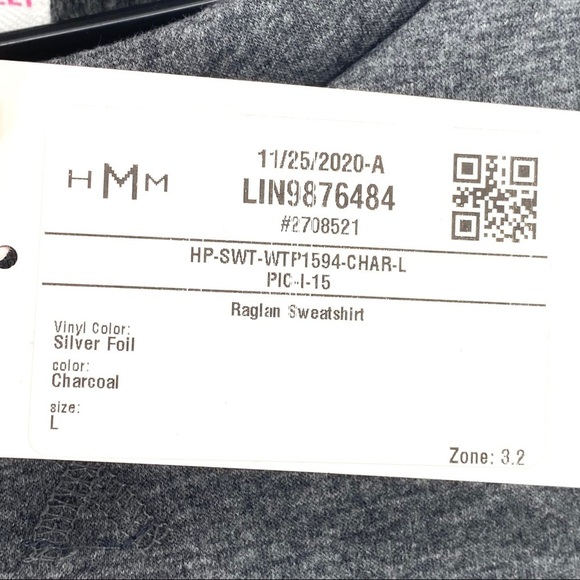 HMM
11/25/2020-A
LIN9876484
#2708521
HP-SWT-WTP1594-CHAR-L
PIC-I-15
Raglan Sweatshirt
Vinyl Color:
Silver Foil
color:
Charcoal
size:
L
Zone: 3.2